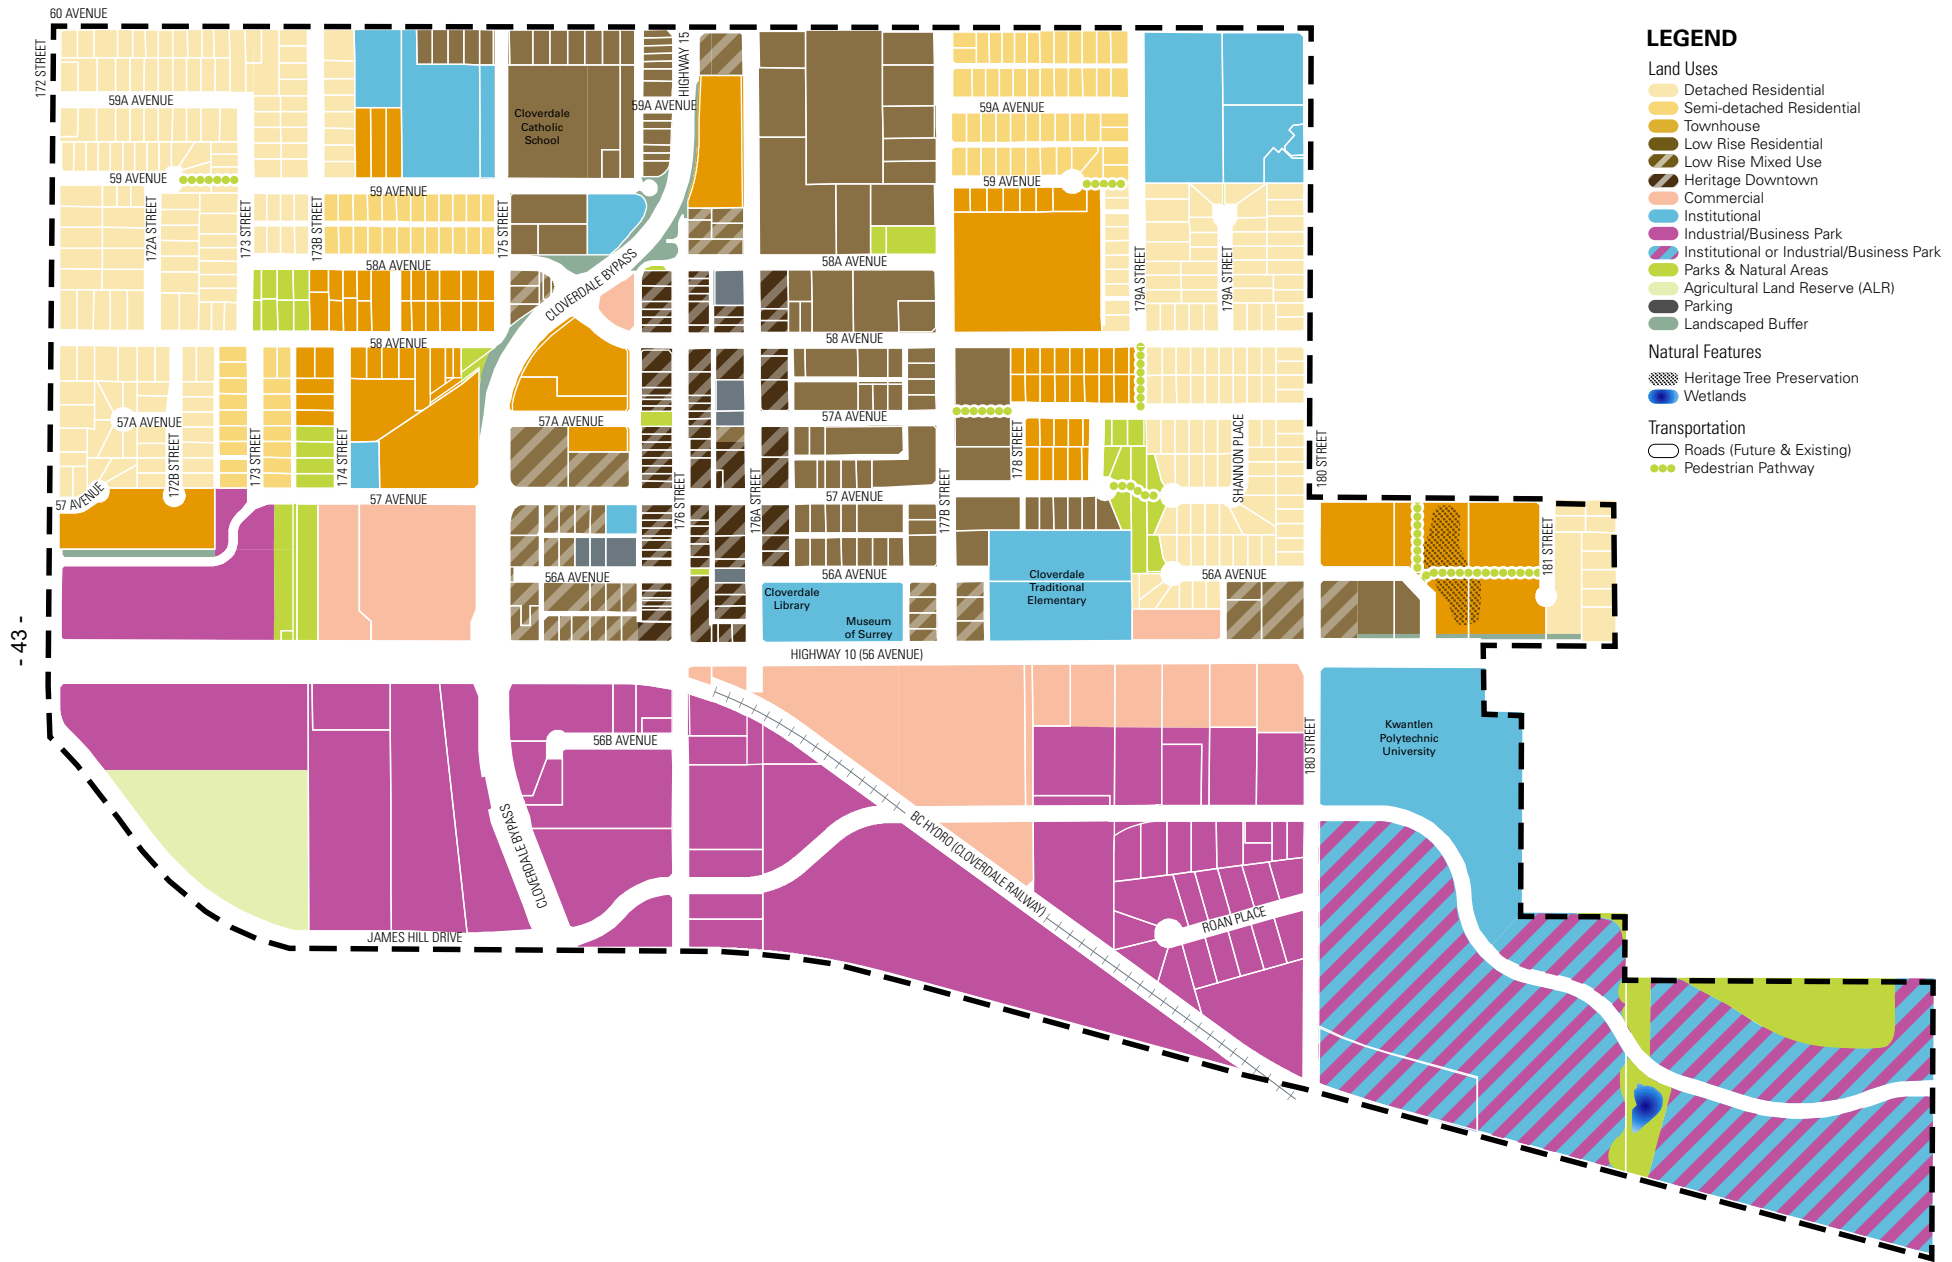 60 AVENUE
172 STREET
59A AVENUE
HIGHWAY 15
59A AVENUE
59A AVENUE
Cloverdale
Catholic
School
59 AVENUE
59 AVENUE
59 AVENUE
172A STREET
173 STREET
173B STREET
175 STREET
58A AVENUE
CLOVERDALE BYPASS
58A AVENUE
179A STREET
179A STREET
58 AVENUE
58 AVENUE
57A AVENUE
57A AVENUE
57A AVENUE
172B STREET
173 STREET
174 STREET
176 STREET
176A STREET
177B STREET
178 STREET
SHANNON PLACE
180 STREET
57 AVENUE
57 AVENUE
57 AVENUE
181 STREET
56A AVENUE
56A AVENUE
56A AVENUE
Cloverdale
Library
Museum
of Surrey
Cloverdale
Traditional
Elementary
HIGHWAY 10 (56 AVENUE)
- 43 -
56B AVENUE
180 STREET
Kwantlen
Polytechnic
University
CLOVERDALE BYPASS
BC HYDRO (CLOVERDALE RAILWAY)
ROAN PLACE
JAMES HILL DRIVE
LEGEND
Land Uses
Detached Residential
Semi-detached Residential
Townhouse
Low Rise Residential
Low Rise Mixed Use
Heritage Downtown
Commercial
Institutional
Industrial/Business Park
Institutional or Industrial/Business Park
Parks & Natural Areas
Agricultural Land Reserve (ALR)
Parking
Landscaped Buffer
Natural Features
Heritage Tree Preservation
Wetlands
Transportation
Roads (Future & Existing)
Pedestrian Pathway